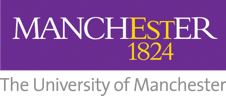 MANCHEstER
1824
The University of Manchester